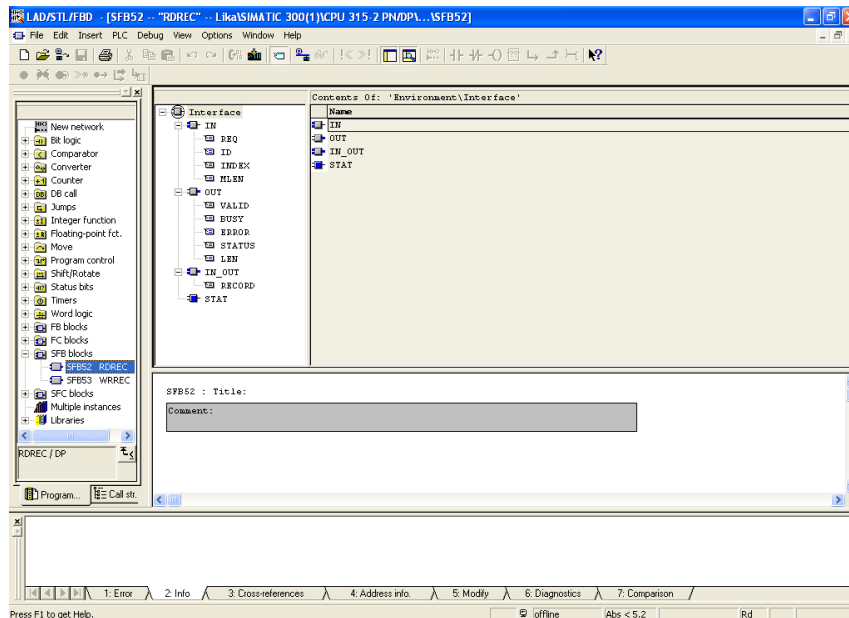 LAD/STL/FBD - [SFB52 -- "RDREC" -- Lika\SIMATIC 300(1)\CPU 315-2 PN/DP\...\SFB52]
File Edit Insert PLC Debug View Options Window Help
New network
Bit logic
Comparator
Converter
Counter
DB call
Jumps
Integer function
Floating-point fct.
Move
Program control
Shift/Rotate
Status bits
Timers
Word logic
FB blocks
FC blocks
SFB blocks
SFB52 RDREC
SFB53 WRREC
SFC blocks
Multiple instances
Libraries
RDREC / DP
Program... Call str.
Interface
IN
REQ
ID
INDEX
MLEN
OUT
VALID
BUSY
ERROR
STATUS
LEN
IN_OUT
RECORD
STAT
Contents Of: 'Environment\Interface'
Name
IN
OUT
IN_OUT
STAT
SFB52 : Title:
Comment:
1: Error 2: Info 3: Cross-references 4: Address info. 5: Modify 6: Diagnostics 7: Comparison
Press F1 to get Help. offline Abs < 5.2 Rd